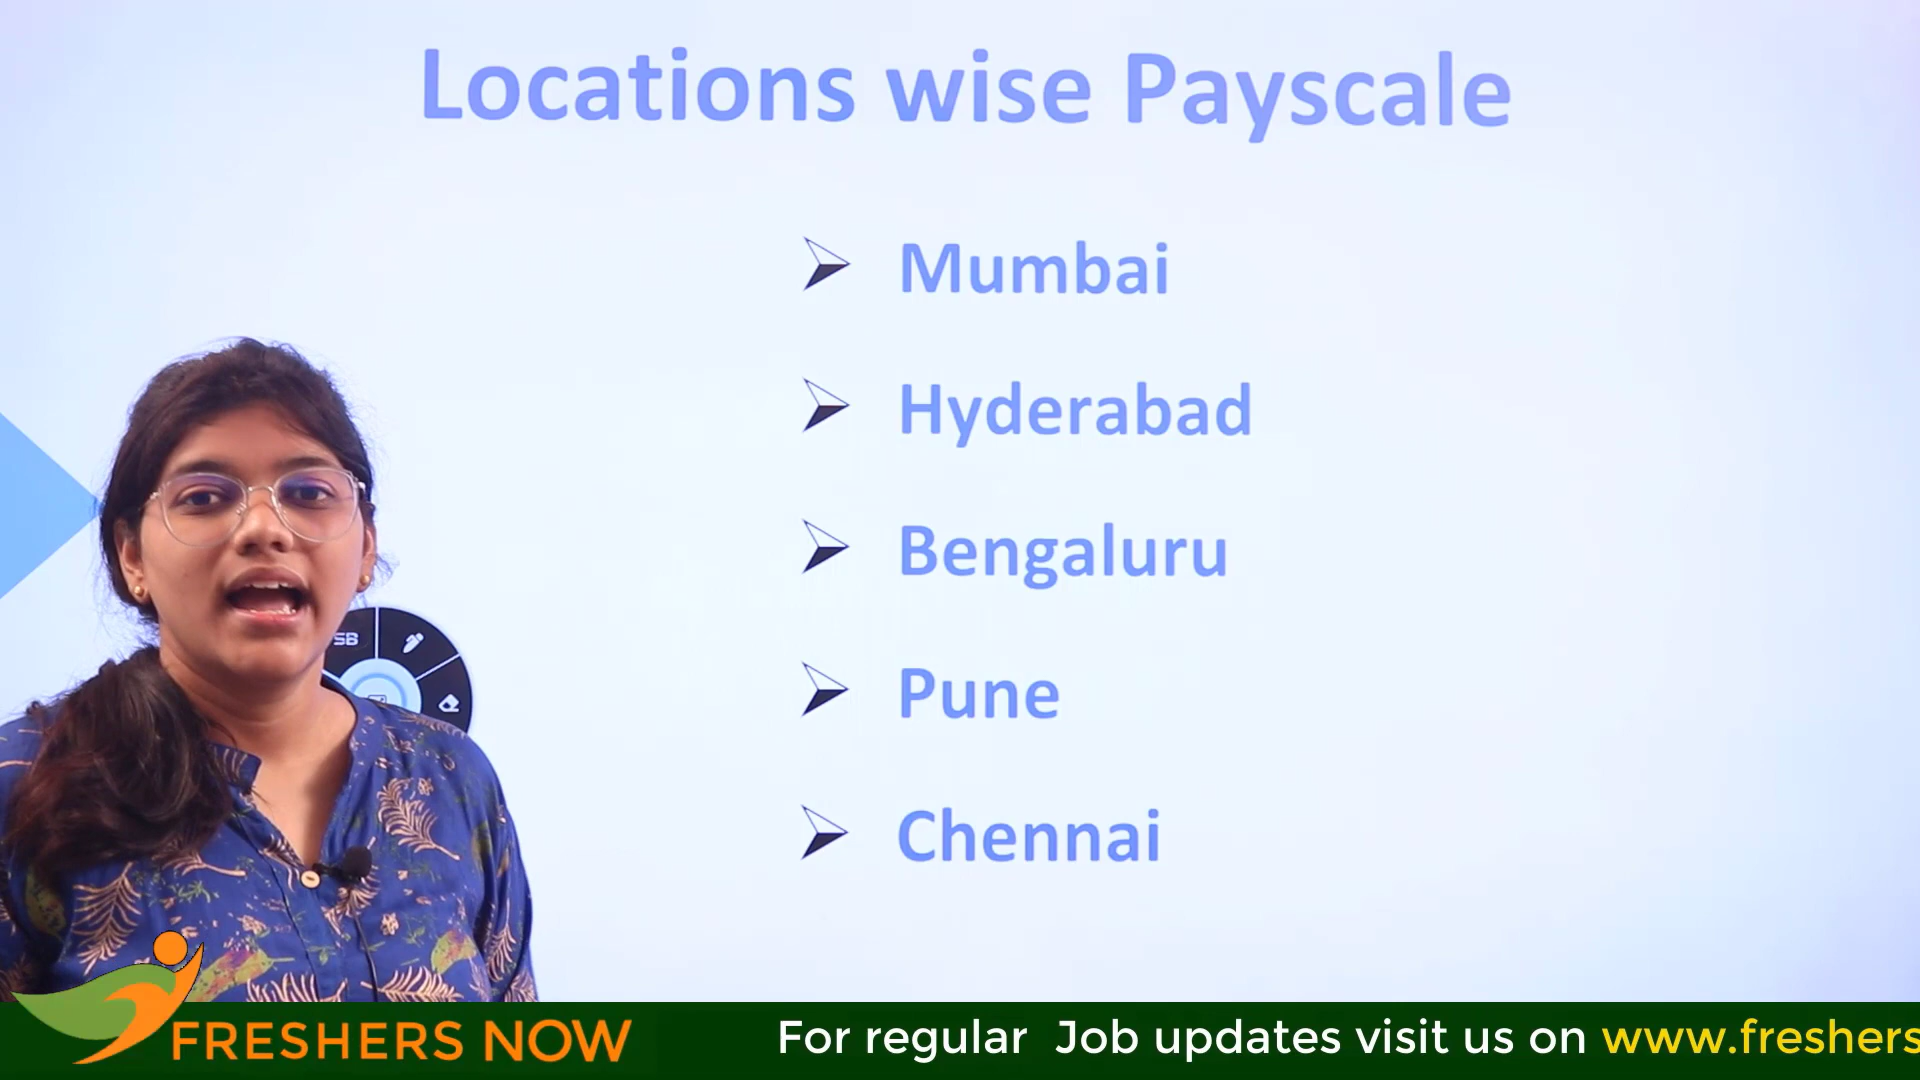 Locations wise Payscale
Mumbai
Hyderabad
Bengaluru
Pune
Chennai
SB
FRESHERS NOW
For regular Job updates visit us on www.freshers